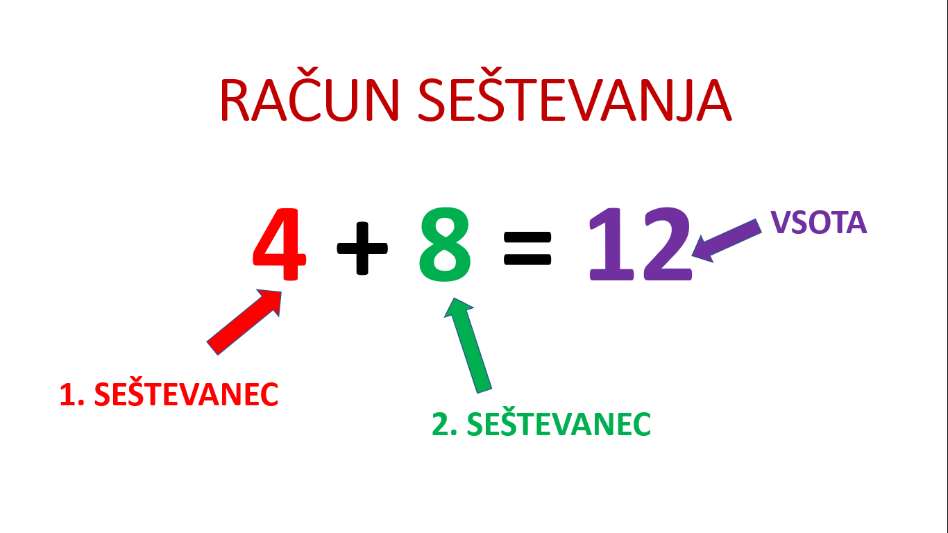 RAČUN SEŠTEVANJA
4 + 8 = 12
VSOTA
1. SEŠTEVANEC
2. SEŠTEVANEC